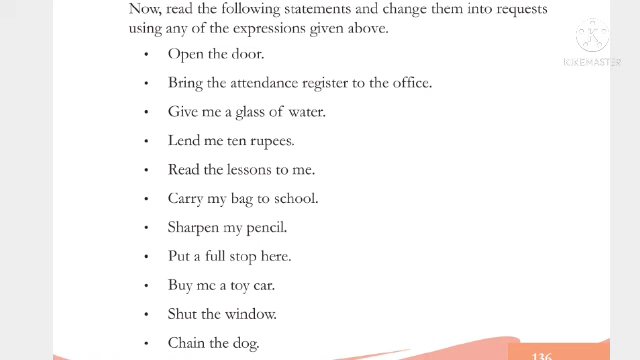 Now, read the following statements and change them into requests
using any of the expressions given above.
• Open the door.
• Bring the attendance register to the office.
• Give me a glass of water.
• Lend me ten rupees.
• Read the lessons to me.
• Carry my bag to school.
• Sharpen my pencil.
• Put a full stop here.
• Buy me a toy car.
• Shut the window.
• Chain the dog.
136
K
KIKEMASTER